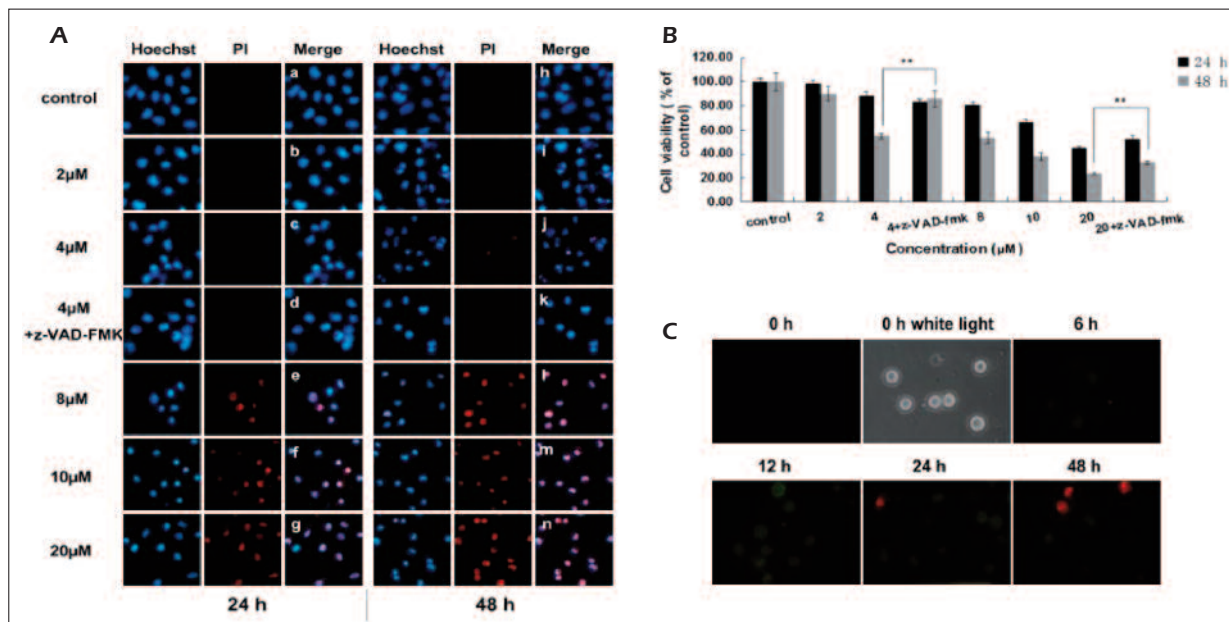 A
Hoechst PI Merge Hoechst PI Merge
control
2µM
4µM
4µM
+z-VAD-FMK
8µM
10µM
20µM
a
h
b
i
c
j
d
k
e
l
f
m
g
n
24 h
48 h
B
Cell viability ( % of
control)
120.00
100.00
80.00
60.00
40.00
20.00
0.00
**
**
24 h
48 h
control 2 4 4+z-VAD-fmk 8 10 20 20+z-VAD-fmk
Concentration (µM)
C
0 h 0 h white light 6 h
12 h 24 h 48 h